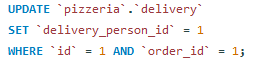 UPDATE `pizzeria`.`delivery`
SET `delivery_person_id` = 1
WHERE `id` = 1 AND `order_id` = 1;